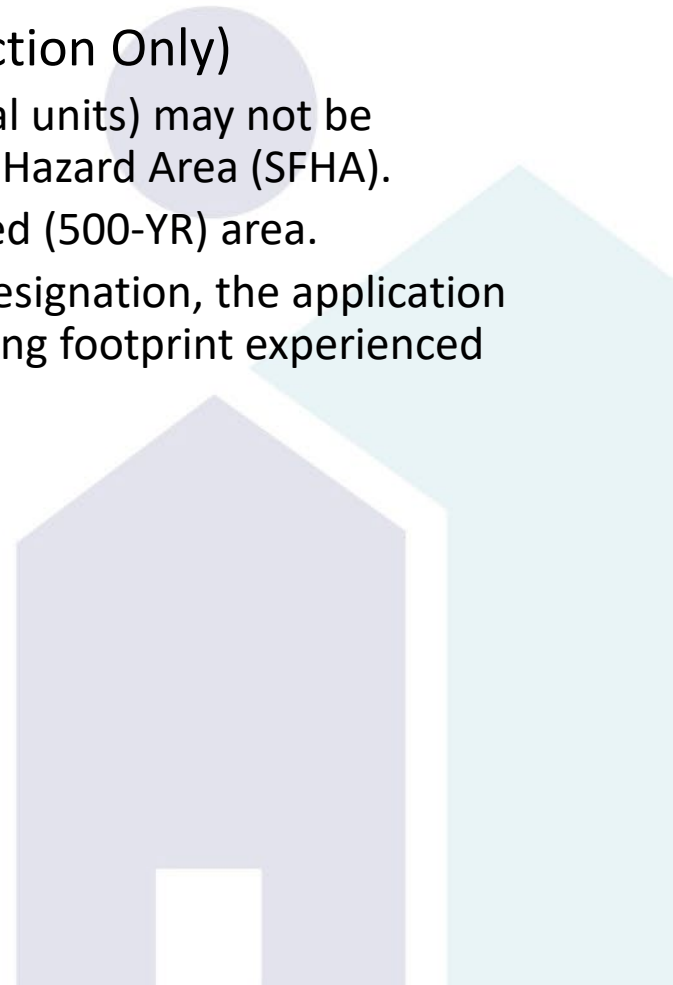 ction Only)
al units) may not be
Hazard Area (SFHA).
ed (500-YR) area.
esignation, the application
ng footprint experienced